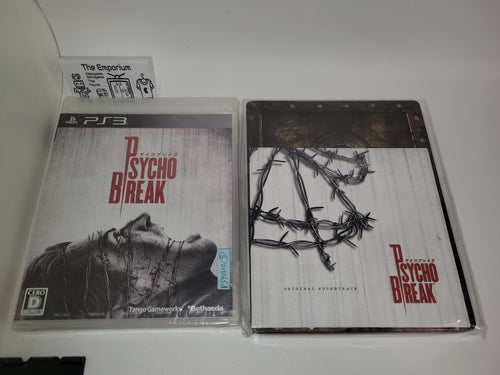 The Emporium
PS3
サイコブレイク
PSYCHO
BREAK
CERO
D
Tango Gameworks
Bethesda
サイコブレイク
PSYCHO
BREAK
ORIGINAL SOUNDTRACK